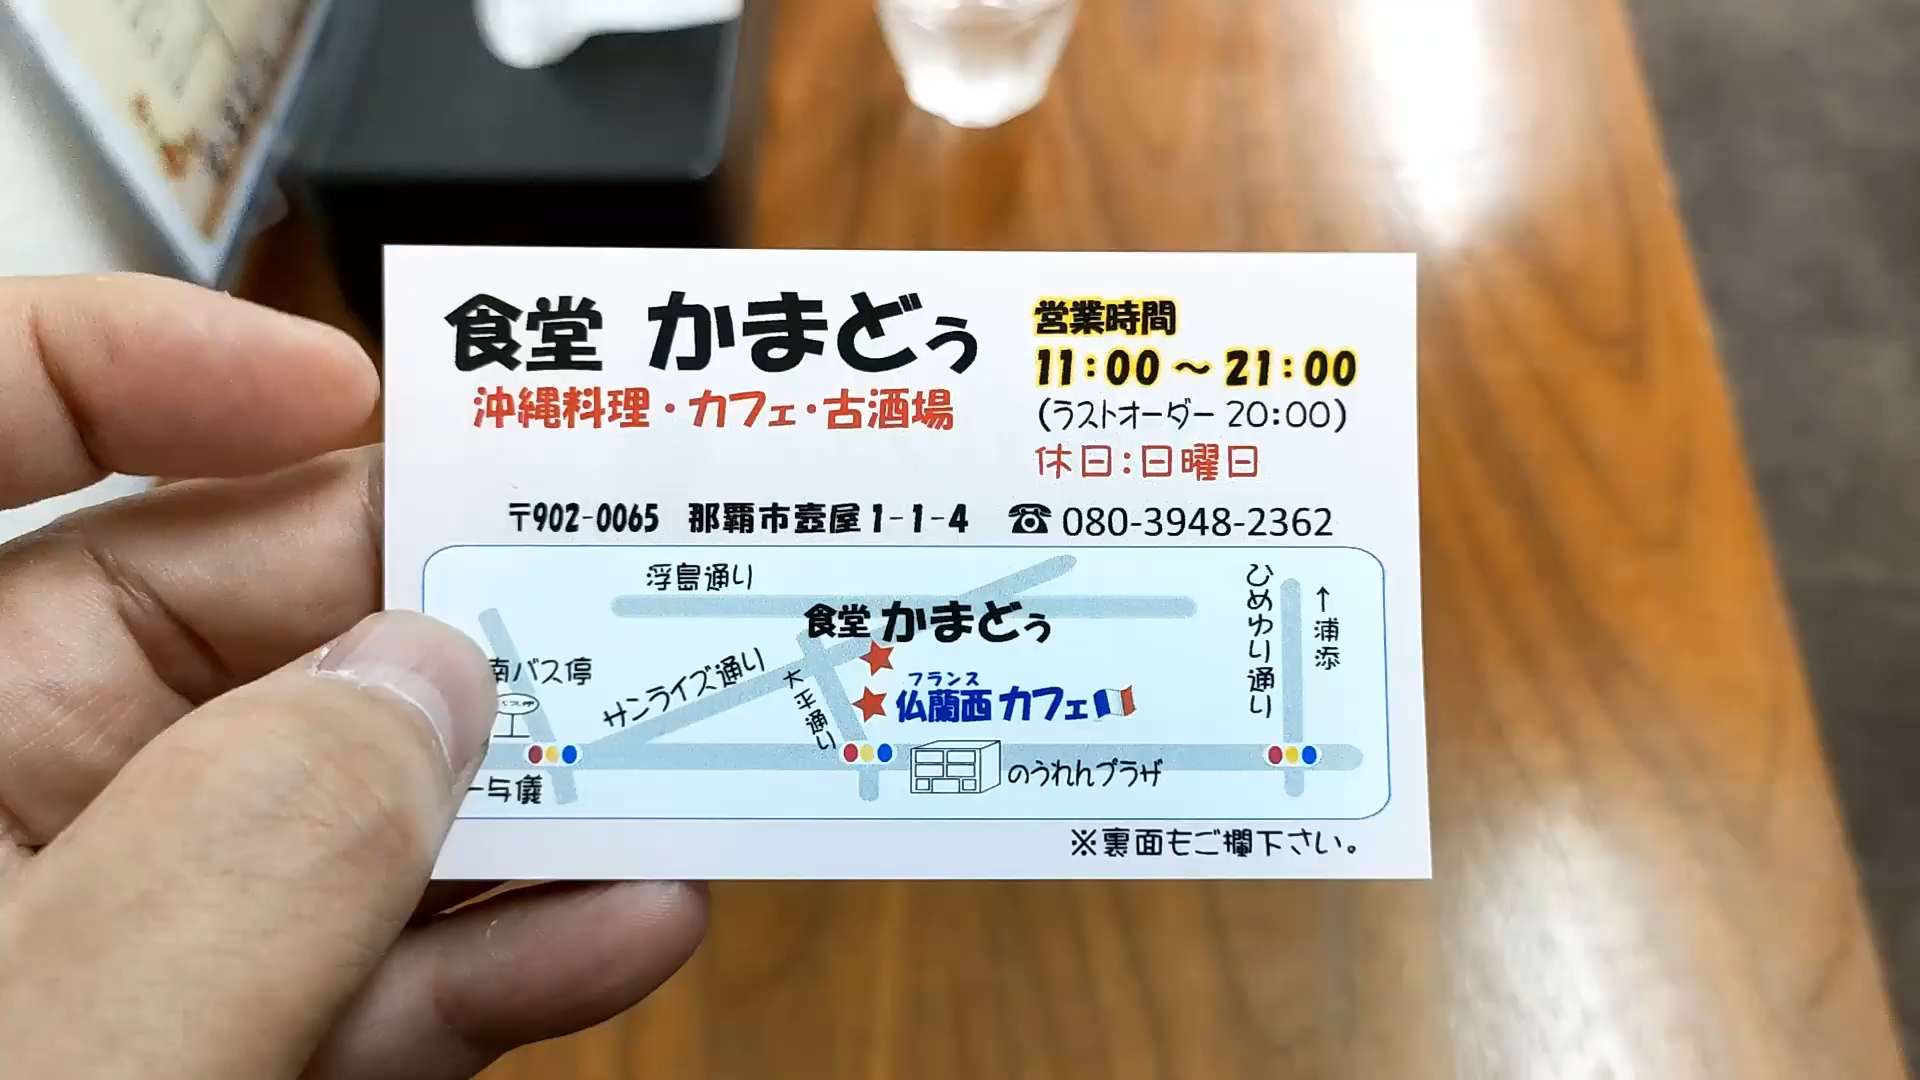 食堂 かまどぅ
沖縄料理・カフェ・古酒場
営業時間
11:00 ～ 21:00
(ラストオーダー 20:00)
休日:日曜日
〒902-0065 那覇市壺屋1-1-4 ☎080-3948-2362
浮島通り
食堂 かまどぅ
ひめゆり通り
↑浦添
南バス停
サンライズ通り
太平通り
フランス
仏蘭西 カフェ
のうれんプラザ
与儀
※裏面もご欄下さい。